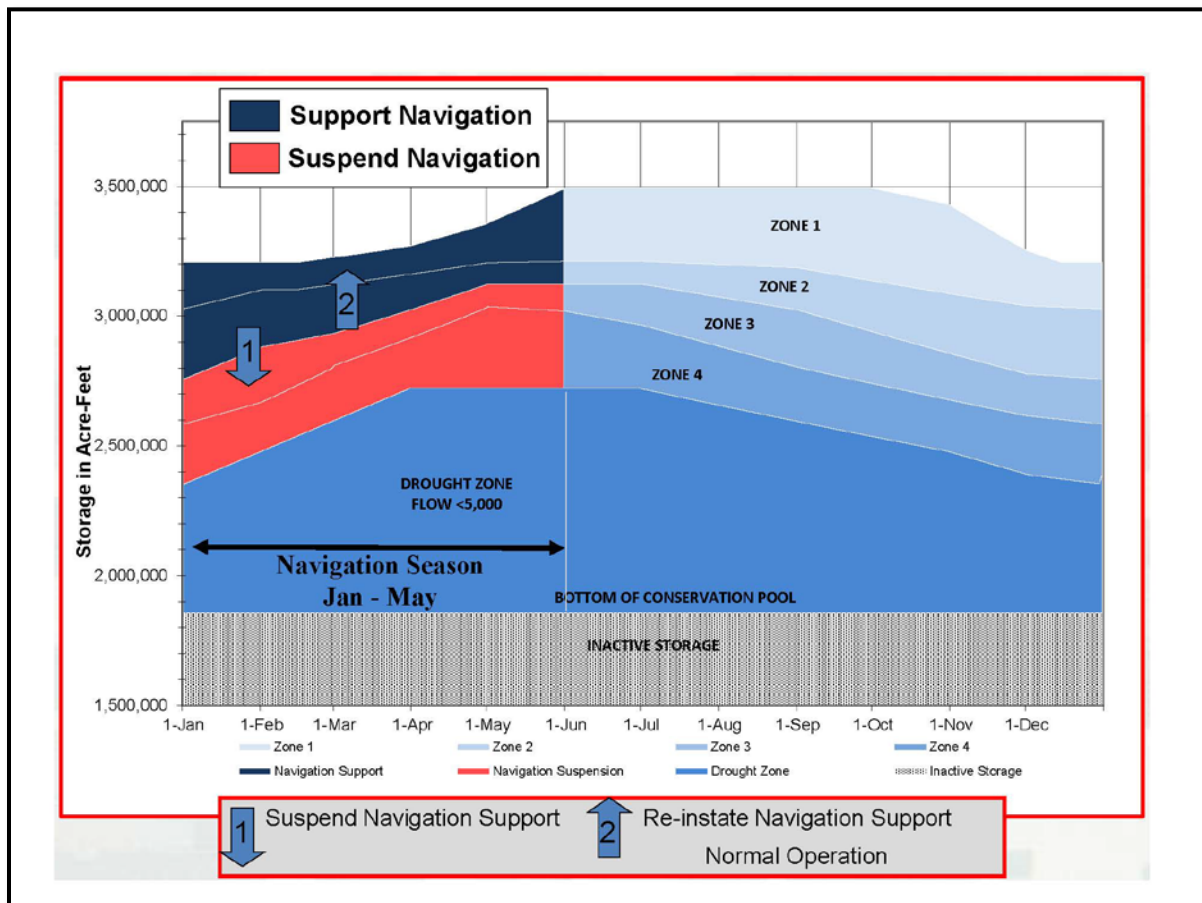 Support Navigation
Suspend Navigation
Storage in Acre-Feet
3,500,000
3,000,000
2,500,000
2,000,000
1,500,000
ZONE 1
ZONE 2
ZONE 3
ZONE 4
2
1
DROUGHT ZONE
FLOW <5,000
Navigation Season
Jan - May
BOTTOM OF CONSERVATION POOL
INACTIVE STORAGE
1-Jan 1-Feb 1-Mar 1-Apr 1-May 1-Jun 1-Jul 1-Aug 1-Sep 1-Oct 1-Nov 1-Dec
Zone 1 Zone 2 Zone 3 Zone 4
Navigation Support Navigation Suspension Drought Zone Inactive Storage
1 Suspend Navigation Support 2 Re-instate Navigation Support
Normal Operation